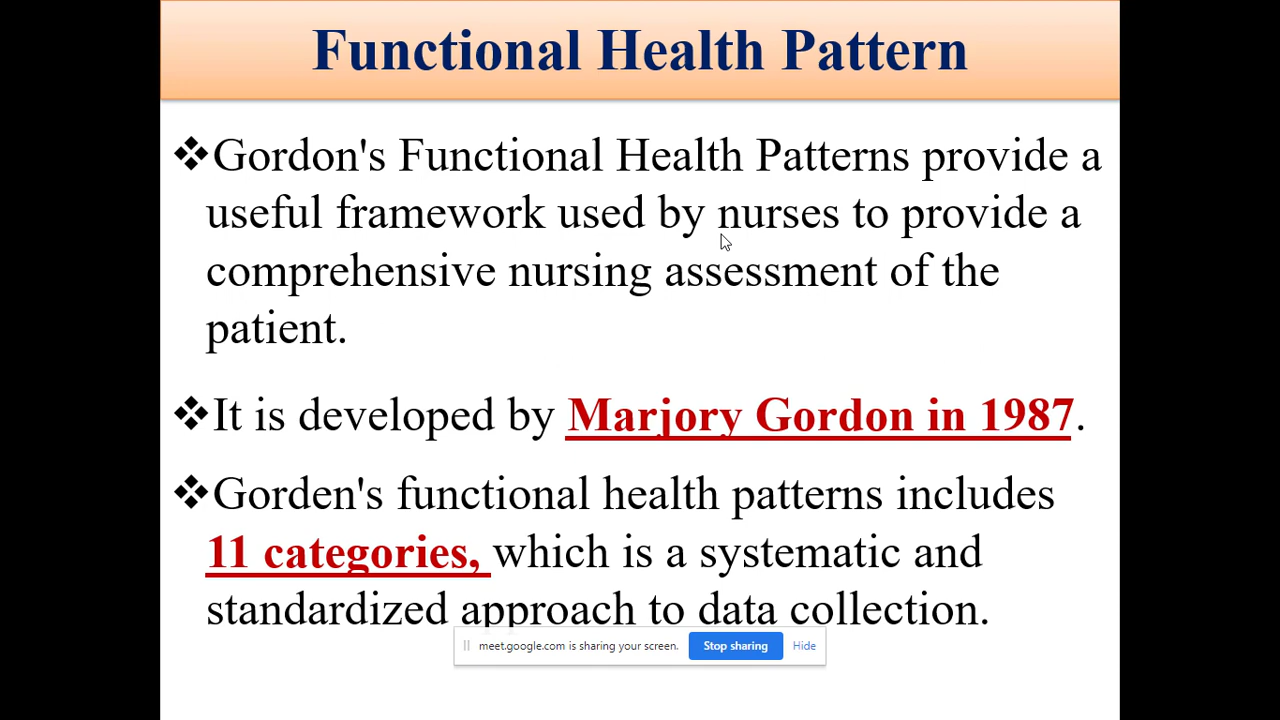 Functional Health Pattern
❖Gordon's Functional Health Patterns provide a
useful framework used by nurses to provide a
comprehensive nursing assessment of the
patient.
❖It is developed by Marjory Gordon in 1987.
❖Gorden's functional health patterns includes
11 categories, which is a systematic and
standardized approach to data collection.
meet.google.com is sharing your screen. Stop sharing Hide